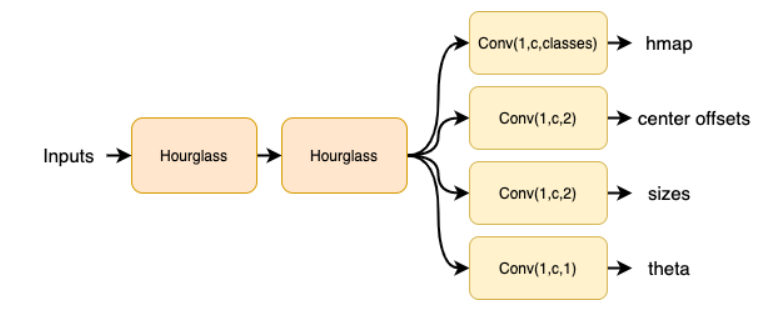 Inputs
Hourglass
Hourglass
Conv(1,c,classes)
hmap
Conv(1,c,2)
center offsets
Conv(1,c,2)
sizes
Conv(1,c,1)
theta